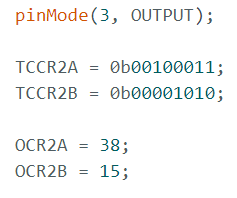 pinMode(3, OUTPUT);
TCCR2A = 0b00100011;
TCCR2B = 0b00001010;
OCR2A = 38;
OCR2B = 15;